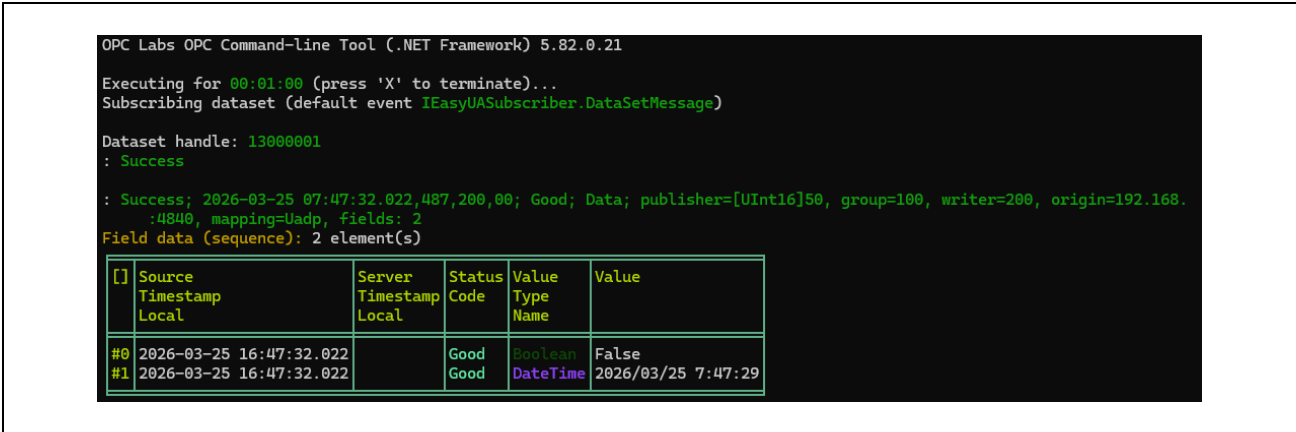 OPC Labs OPC Command-line Tool (.NET Framework) 5.82.0.21
Executing for 00:01:00 (press 'X' to terminate)...
Subscribing dataset (default event IEasyUASubscriber.DataSetMessage)
Dataset handle: 13000001
: Success
: Success; 2026-03-25 07:47:32.022,487,200,00; Good; Data; publisher=[UInt16]50, group=100, writer=200, origin=192.168.
:4840, mapping=Uadp, fields: 2
Field data (sequence): 2 element(s)
[] Source Server Status Value Value
Timestamp Timestamp Code Type
Local Local Name
#0 2026-03-25 16:47:32.022 Good Boolean False
#1 2026-03-25 16:47:32.022 Good DateTime 2026/03/25 7:47:29